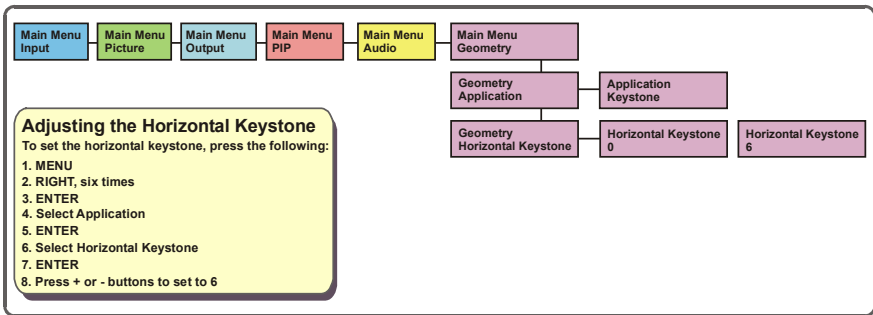 Main Menu
Input
Main Menu
Picture
Main Menu
Output
Main Menu
PIP
Main Menu
Audio
Main Menu
Geometry
Geometry
Application
Application
Keystone
Geometry
Horizontal Keystone
Horizontal Keystone
0
Horizontal Keystone
6
Adjusting the Horizontal Keystone
To set the horizontal keystone, press the following:
1. MENU
2. RIGHT, six times
3. ENTER
4. Select Application
5. ENTER
6. Select Horizontal Keystone
7. ENTER
8. Press + or - buttons to set to 6